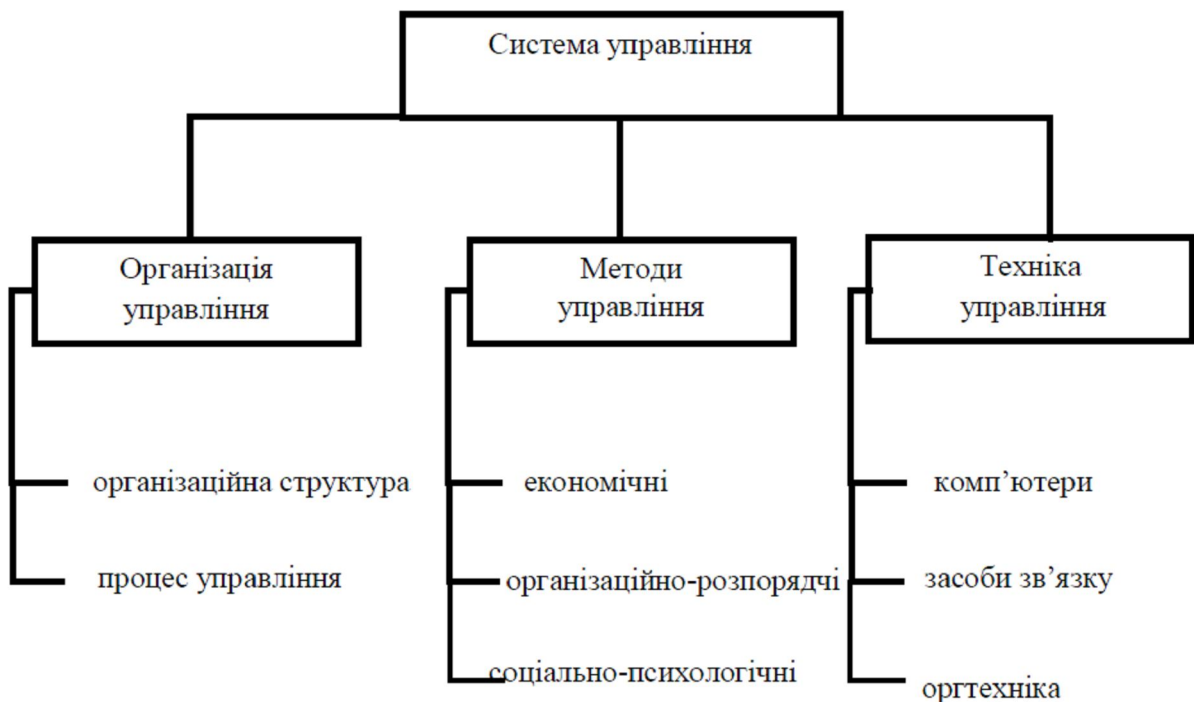 Система управління
Організація
управління
організаційна структура
процес управління
Методи
управління
економічні
організаційно-розпорядчі
соціально-психологічні
Техніка
управління
комп’ютери
засоби зв’язку
оргтехніка